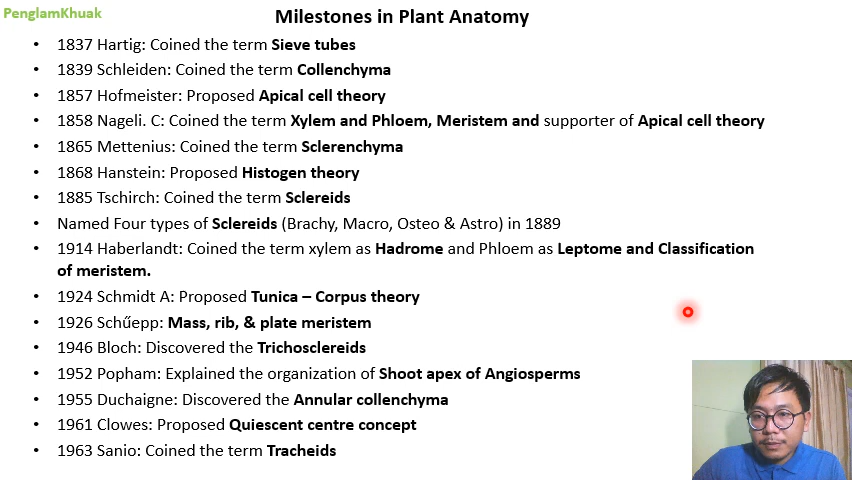 PenglamKhuak
Milestones in Plant Anatomy
• 1837 Hartig: Coined the term Sieve tubes
• 1839 Schleiden: Coined the term Collenchyma
• 1857 Hofmeister: Proposed Apical cell theory
• 1858 Nageli. C: Coined the term Xylem and Phloem, Meristem and supporter of Apical cell theory
• 1865 Mettenius: Coined the term Sclerenchyma
• 1868 Hanstein: Proposed Histogen theory
• 1885 Tschirch: Coined the term Sclereids
• Named Four types of Sclereids (Brachy, Macro, Osteo & Astro) in 1889
• 1914 Haberlandt: Coined the term xylem as Hadrome and Phloem as Leptome and Classification
of meristem.
• 1924 Schmidt A: Proposed Tunica – Corpus theory
• 1926 Schűepp: Mass, rib, & plate meristem
• 1946 Bloch: Discovered the Trichosclereids
• 1952 Popham: Explained the organization of Shoot apex of Angiosperms
• 1955 Duchaigne: Discovered the Annular collenchyma
• 1961 Clowes: Proposed Quiescent centre concept
• 1963 Sanio: Coined the term Tracheids